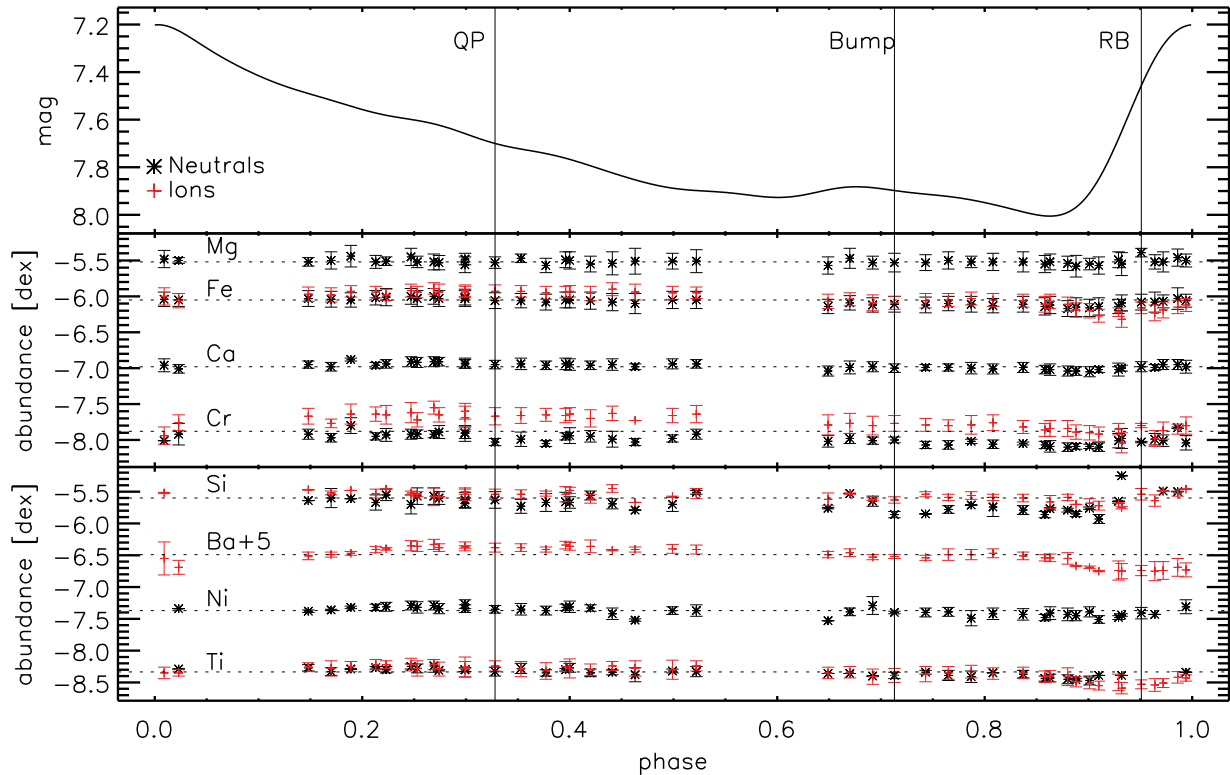 7.2
7.4
7.6
7.8
8.0
mag
QP
Bump
RB
Neutrals
Ions
−5.5
−6.0
−6.5
−7.0
−7.5
−8.0
abundance [dex]
Mg
Fe
Ca
Cr
−5.5
−6.0
−6.5
−7.0
−7.5
−8.0
−8.5
abundance [dex]
Si
Ba+5
Ni
Ti
0.0
0.2
0.4
0.6
0.8
1.0
phase